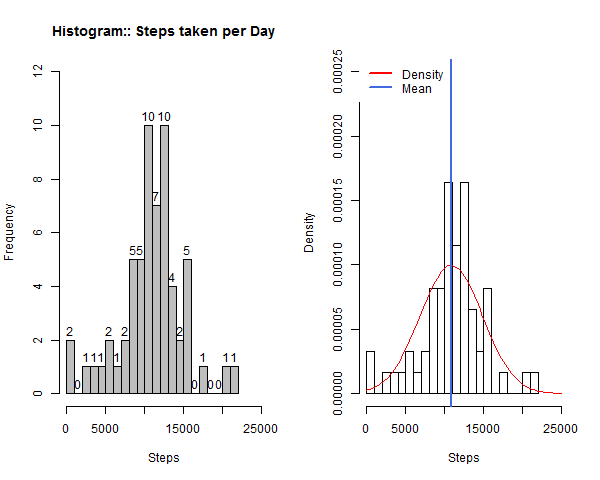 Histogram:: Steps taken per Day
Frequency
12
10
8
6
4
2
0
2 0 1 1 1 2 1 2 5 5 10 7 10 4 2 5 0 1 0 0 1 1
0 5000 15000 25000
Steps
Density
0.00025
0.00020
0.00015
0.00010
0.00005
0.00000
Density
Mean
0 5000 15000 25000
Steps